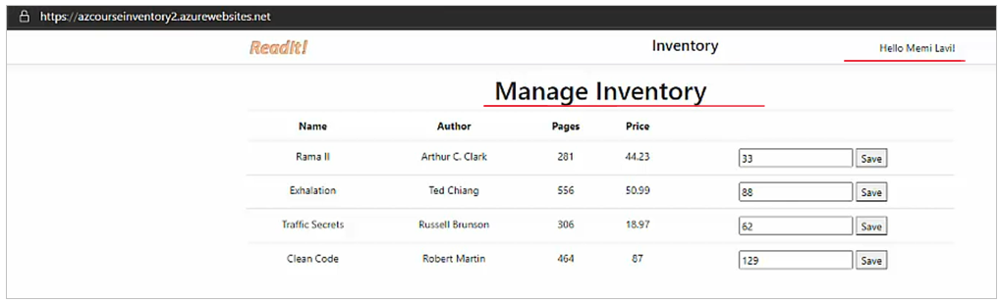 https://azcourseinventory2.azurewebsites.net
ReadIt! Inventory Hello Memi Lavi!
Manage Inventory
Name Author Pages Price
Rama II Arthur C. Clark 281 44.23 33 Save
Exhalation Ted Chiang 556 50.99 88 Save
Traffic Secrets Russell Brunson 306 18.97 62 Save
Clean Code Robert Martin 464 87 129 Save